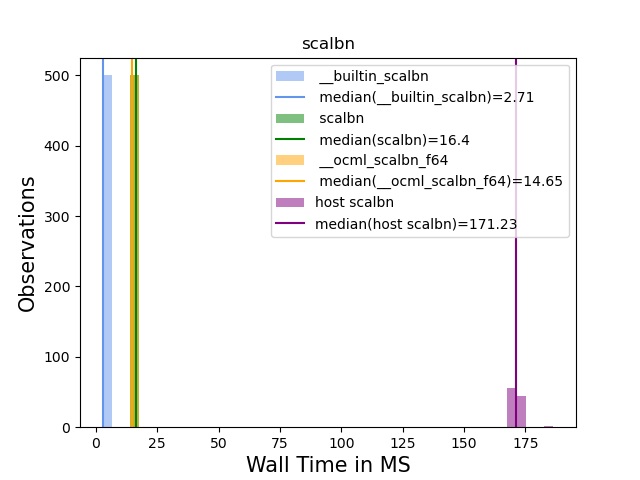 scalbn
500
400
300
200
100
0
Observations
__builtin_scalbn
median(__builtin_scalbn)=2.71
scalbn
median(scalbn)=16.4
__ocml_scalbn_f64
median(__ocml_scalbn_f64)=14.65
host scalbn
median(host scalbn)=171.23
0 25 50 75 100 125 150 175
Wall Time in MS